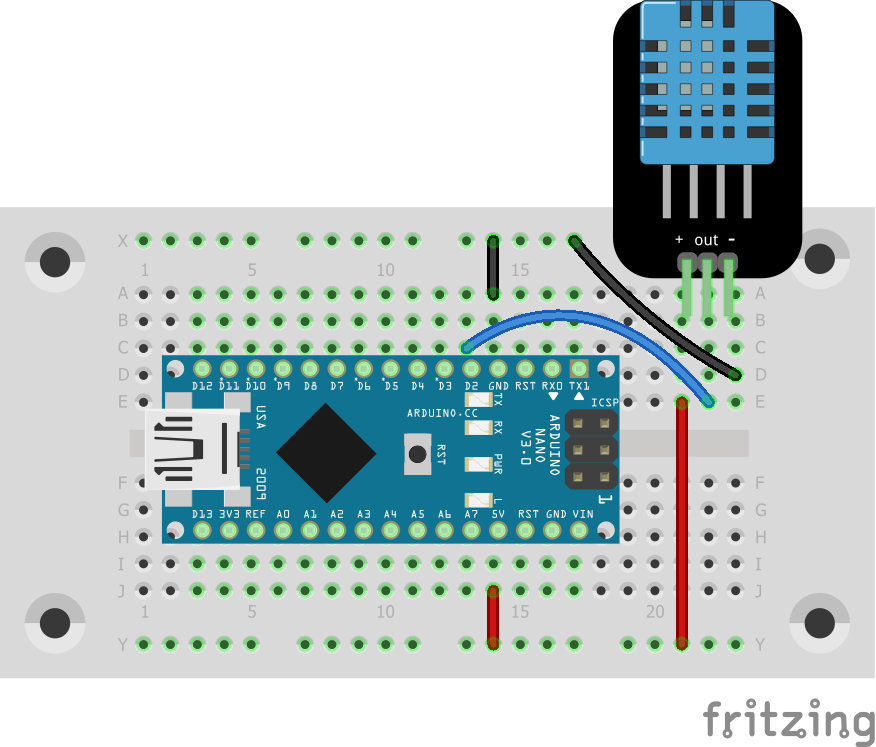 + out -
X
1 5 10 15
A A
B B
C C
D D
D12 D11 D10 D9 D8 D7 D6 D5 D4 D3 D2 GND RST RX0 TX1
E E
TX
RX
PWR
L
USA
2009
ARDUINO.CC
RST
ICSP
ARDUINO
NANO
V3.0
1
F F
G G
D13 3V3 REF A0 A1 A2 A3 A4 A5 A6 A7 5V RST GND VIN
H H
I I
J J
1 5 10 15 20
Y Y
fritzing